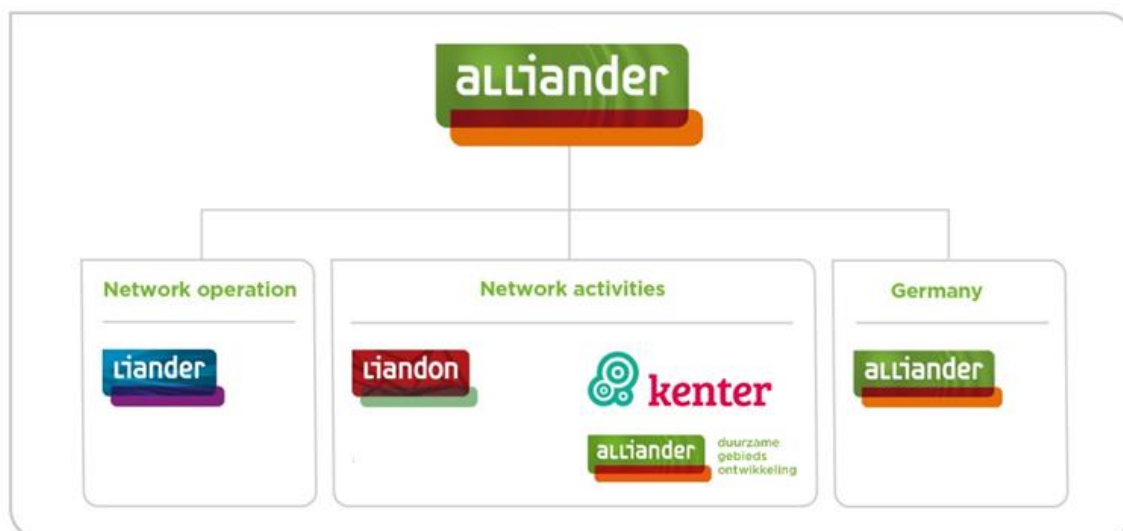 alliander
Network operation
Network activities
Germany
Liander
Liandon
kenter
alliander
alliander
duurzame
gebieds
ontwikkeling